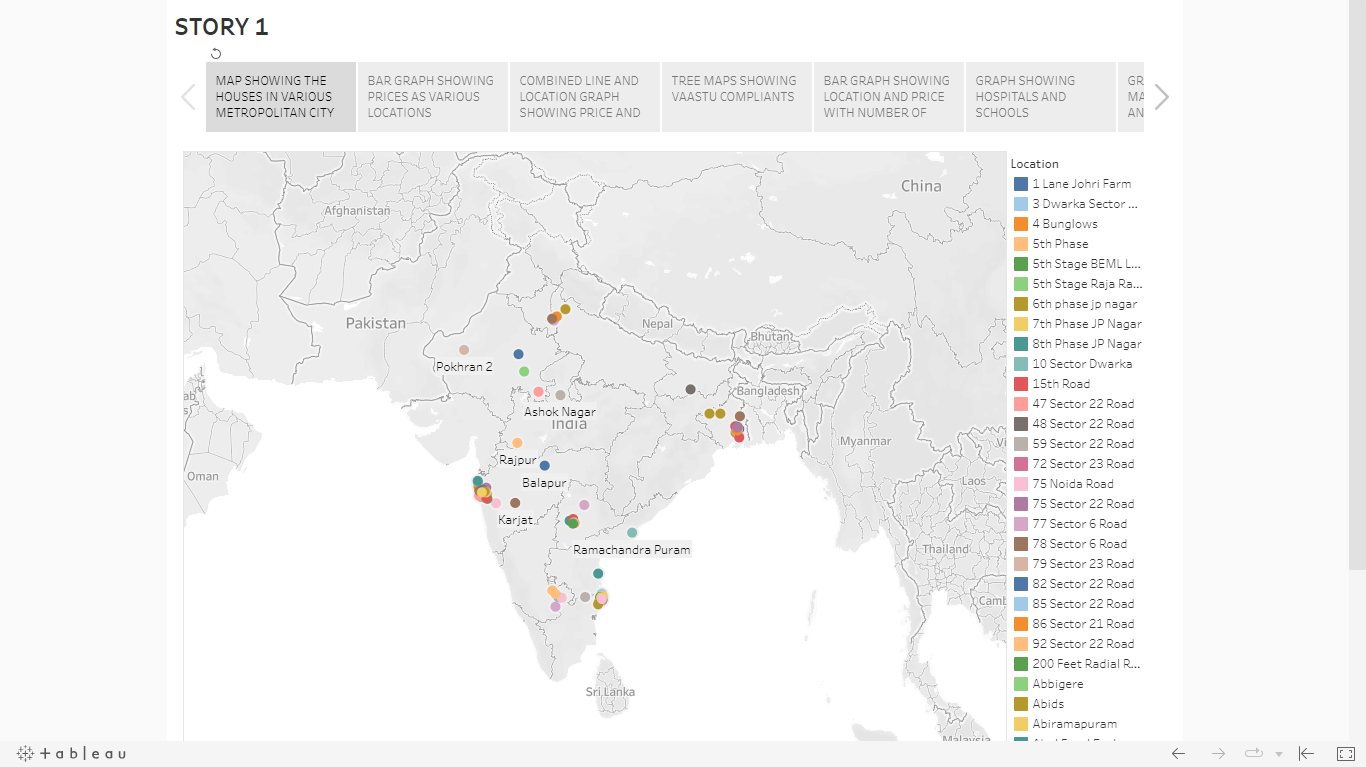 STORY 1
MAP SHOWING THE
HOUSES IN VARIOUS
METROPOLITAN CITY
BAR GRAPH SHOWING
PRICES AS VARIOUS
LOCATIONS
COMBINED LINE AND
LOCATION GRAPH
SHOWING PRICE AND
TREE MAPS SHOWING
VAASTU COMPLIANTS
BAR GRAPH SHOWING
LOCATION AND PRICE
WITH NUMBER OF
GRAPH SHOWING
HOSPITALS AND
SCHOOLS
GRA
MA
AN
China
Afghanistan
Pakistan
Nepal
Bhutan
Pokhran 2
Bangladesh
Ashok Nagar
India
Myanmar
Rajpur
Oman
Balapur
Laos
Karjat
Ramachandra Puram
Thailand
Camb
Sri Lanka
Malaysia
Location
1 Lane Johri Farm
3 Dwarka Sector ...
4 Bunglows
5th Phase
5th Stage BEML L...
5th Stage Raja Ra...
6th phase jp nagar
7th Phase JP Nagar
8th Phase JP Nagar
10 Sector Dwarka
15th Road
47 Sector 22 Road
48 Sector 22 Road
59 Sector 22 Road
72 Sector 23 Road
75 Noida Road
75 Sector 22 Road
77 Sector 6 Road
78 Sector 6 Road
79 Sector 23 Road
82 Sector 22 Road
85 Sector 22 Road
86 Sector 21 Road
92 Sector 22 Road
200 Feet Radial R...
Abbigere
Abids
Abiramapuram
+ a b l e a u